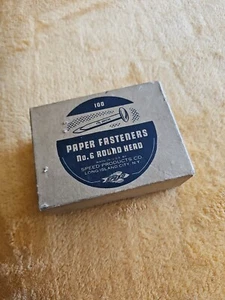 100
PAPER FASTENERS
No. 6 ROUND HEAD
SPEED PRODUCTS CO.
LONG ISLAND CITY, N.Y.